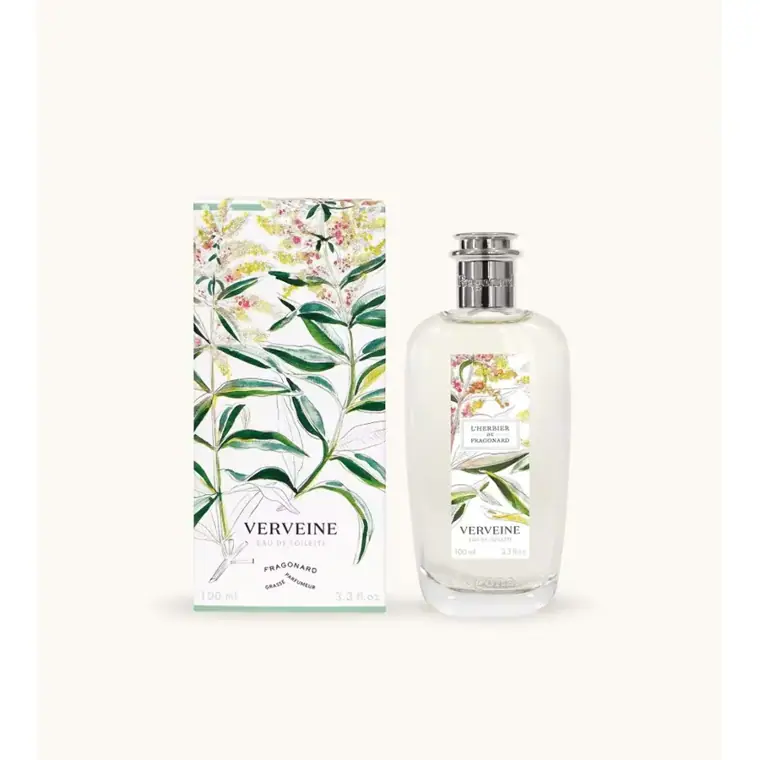 VERVEINE
EAU DE TOILETTE
FRAGONARD
GRASSE PARFUMEUR
100 ml 3.3 fl.oz
Fragonard
L'HERBIER
DE
FRAGONARD
VERVEINE
EAU DE TOILETTE
100 ml 3.3 fl.oz